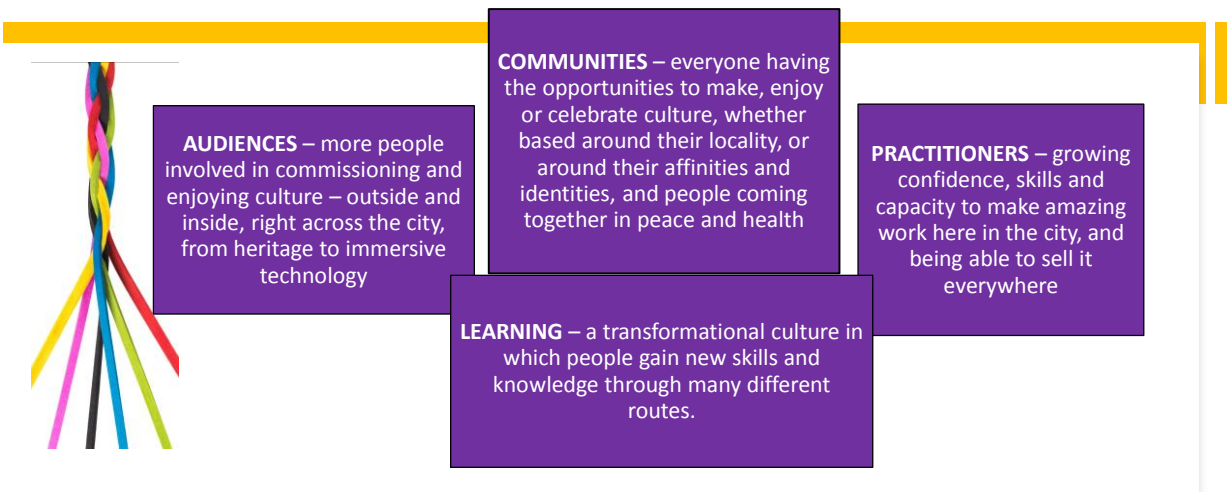 AUDIENCES – more people
involved in commissioning and
enjoying culture – outside and
inside, right across the city,
from heritage to immersive
technology
COMMUNITIES – everyone having
the opportunities to make, enjoy
or celebrate culture, whether
based around their locality, or
around their affinities and
identities, and people coming
together in peace and health
PRACTITIONERS – growing
confidence, skills and
capacity to make amazing
work here in the city, and
being able to sell it
everywhere
LEARNING – a transformational culture in
which people gain new skills and
knowledge through many different
routes.